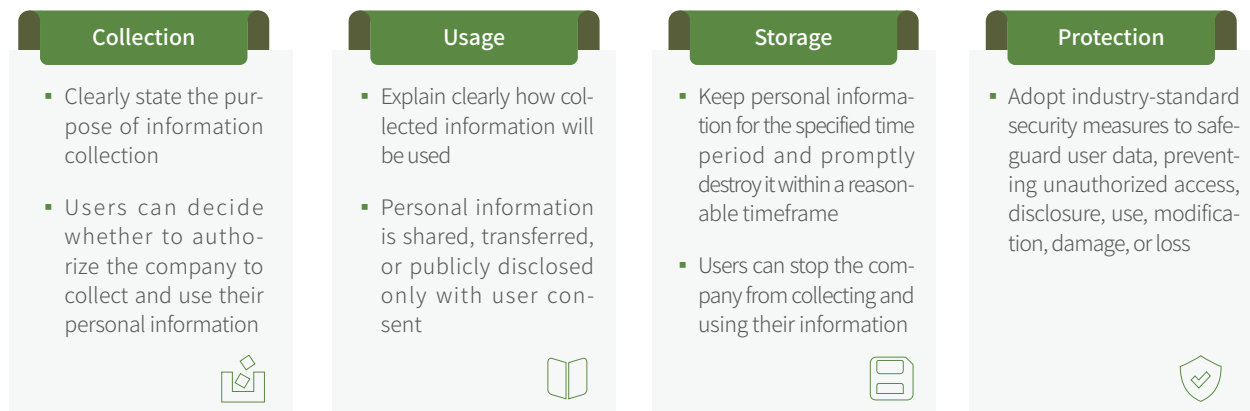 Collection
▪ Clearly state the pur-
pose of information
collection
▪ Users can decide
whether to autho-
rize the company to
collect and use their
personal information
Usage
▪ Explain clearly how col-
lected information will
be used
▪ Personal information
is shared, transferred,
or publicly disclosed
only with user con-
sent
Storage
▪ Keep personal informa-
tion for the specified time
period and promptly
destroy it within a reason-
able timeframe
▪ Users can stop the com-
pany from collecting and
using their information
Protection
▪ Adopt industry-standard
security measures to safe-
guard user data, prevent-
ing unauthorized access,
disclosure, use, modifica-
tion, damage, or loss